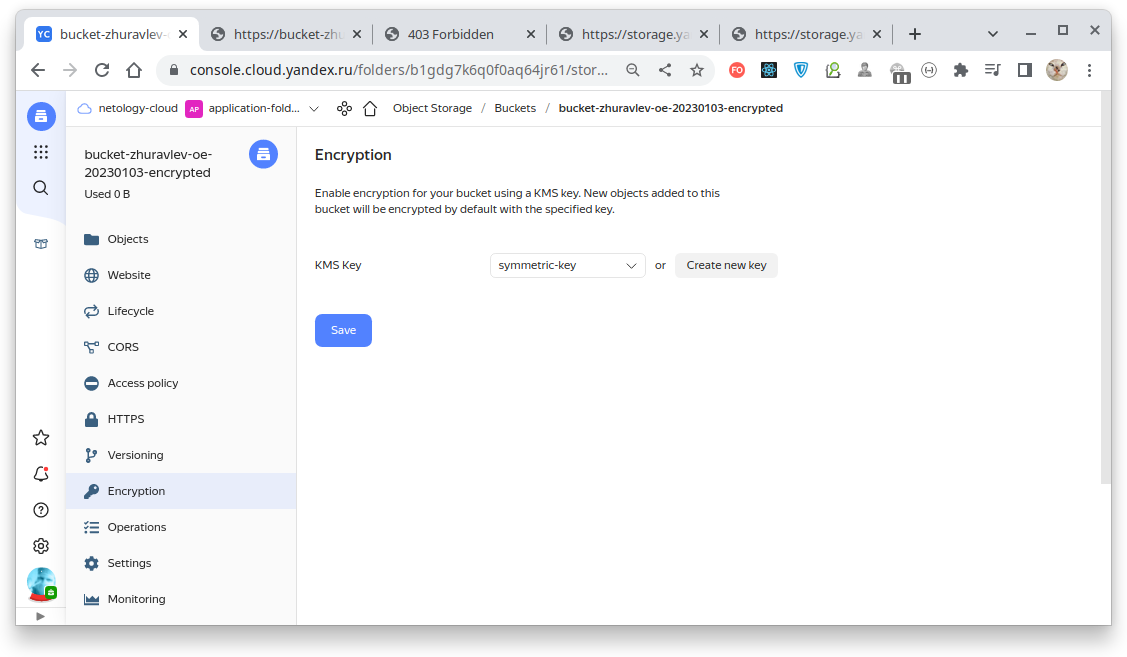 YC bucket-zhuravlev- https://bucket-zhu 403 Forbidden https://storage.ya https://storage.ya
console.cloud.yandex.ru/folders/b1gdg7k6q0f0aq64jr61/stor... FO
netology-cloud AP application-fold... Object Storage / Buckets / bucket-zhuravlev-oe-20230103-encrypted
bucket-zhuravlev-oe-
20230103-encrypted
Used 0 B
Objects
Website
Lifecycle
CORS
Access policy
HTTPS
Versioning
Encryption
Operations
Settings
Monitoring
Encryption
Enable encryption for your bucket using a KMS key. New objects added to this
bucket will be encrypted by default with the specified key.
KMS Key symmetric-key or Create new key
Save